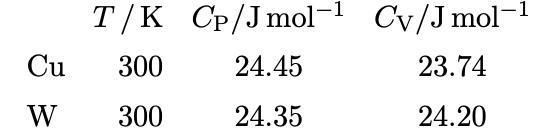 T / K C_P/J mol⁻¹ C_V/J mol⁻¹
Cu 300 24.45 23.74
W 300 24.35 24.20